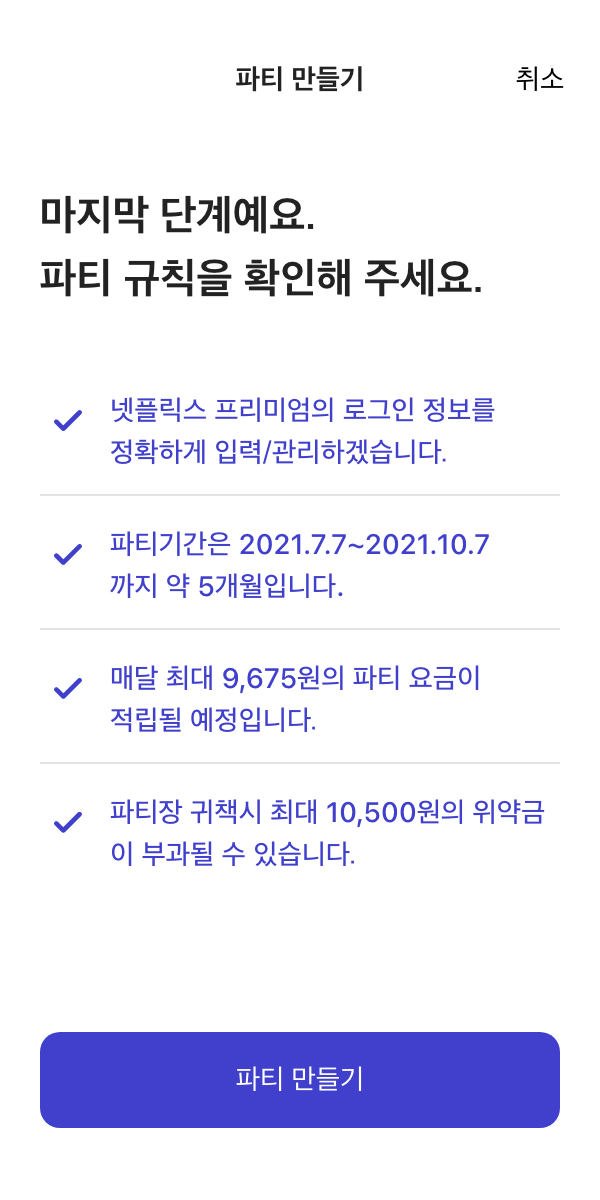 파티 만들기
취소
마지막 단계예요.
파티 규칙을 확인해 주세요.
넷플릭스 프리미엄의 로그인 정보를
정확하게 입력/관리하겠습니다.
파티기간은 2021.7.7~2021.10.7
까지 약 5개월입니다.
매달 최대 9,675원의 파티 요금이
적립될 예정입니다.
파티장 귀책시 최대 10,500원의 위약금
이 부과될 수 있습니다.
파티 만들기